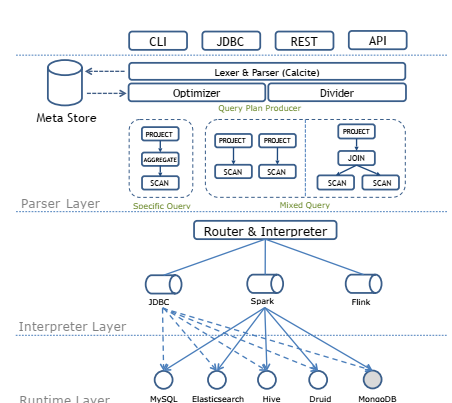 CLI JDBC REST API
Lexer & Parser (Calcite)
Optimizer Divider
Query Plan Producer
Meta Store
PROJECT
AGGREGATE
SCAN
PROJECT PROJECT
SCAN SCAN
PROJECT
JOIN
SCAN SCAN
Specific Query Mixed Query
Parser Layer
Router & Interpreter
JDBC Spark Flink
Interpreter Layer
MySQL Elasticsearch Hive Druid MongoDB
Runtime Layer